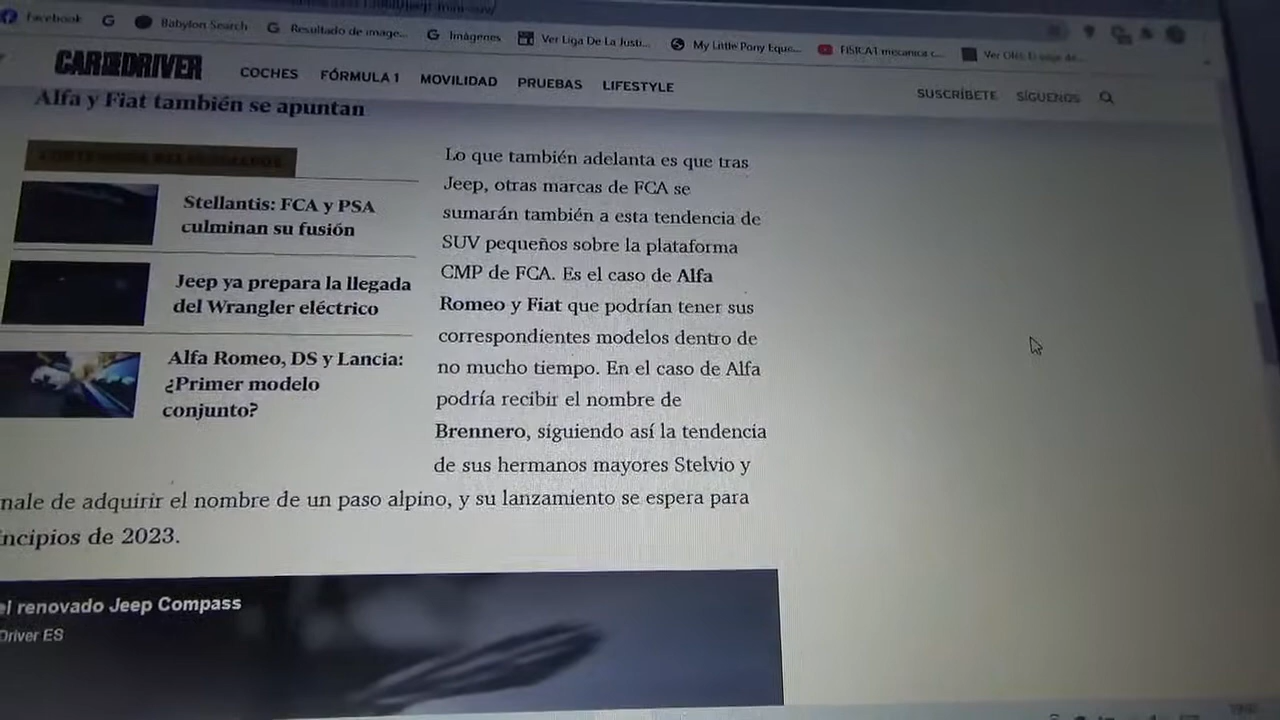 Facebook
Babylon Search
Resultado de image...
Imágenes
Ver Liga De La Justi...
My Little Pony Eque...
FISICA1 mecanica c...
CAR AND DRIVER
COCHES
FÓRMULA 1
MOVILIDAD
PRUEBAS
LIFESTYLE
SUSCRÍBETE
SÍGUENOS
Alfa y Fiat también se apuntan
Stellantis: FCA y PSA
culminan su fusión
Jeep ya prepara la llegada
del Wrangler eléctrico
Alfa Romeo, DS y Lancia:
¿Primer modelo
conjunto?
Lo que también adelanta es que tras
Jeep, otras marcas de FCA se
sumarán también a esta tendencia de
SUV pequeños sobre la plataforma
CMP de FCA. Es el caso de Alfa
Romeo y Fiat que podrían tener sus
correspondientes modelos dentro de
no mucho tiempo. En el caso de Alfa
podría recibir el nombre de
Brennero, siguiendo así la tendencia
de sus hermanos mayores Stelvio y
nale de adquirir el nombre de un paso alpino, y su lanzamiento se espera para
incipios de 2023.
el renovado Jeep Compass
Driver ES